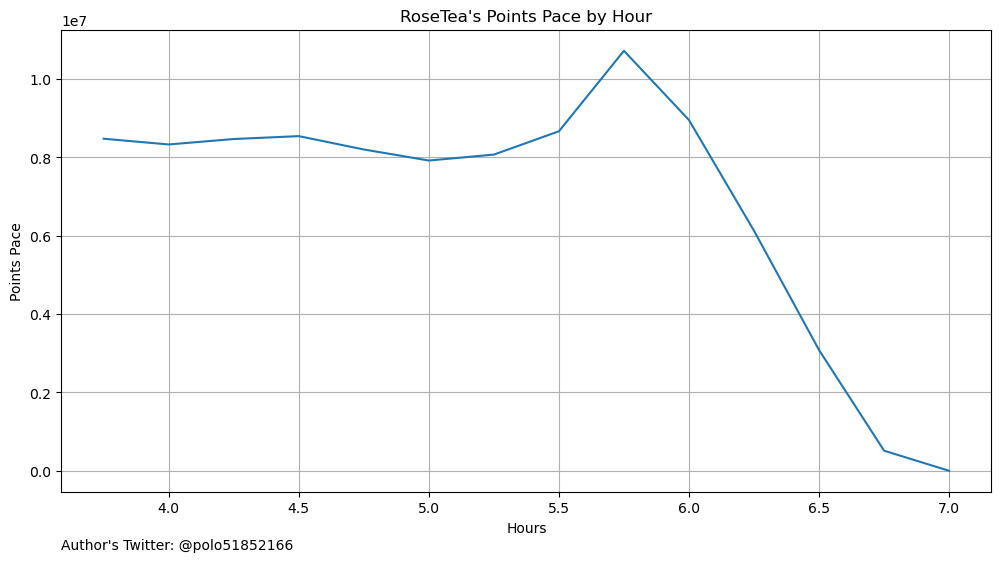 RoseTea's Points Pace by Hour
1e7
1.0
0.8
0.6
0.4
0.2
0.0
Points Pace
4.0 4.5 5.0 5.5 6.0 6.5 7.0
Hours
Author's Twitter: @polo51852166